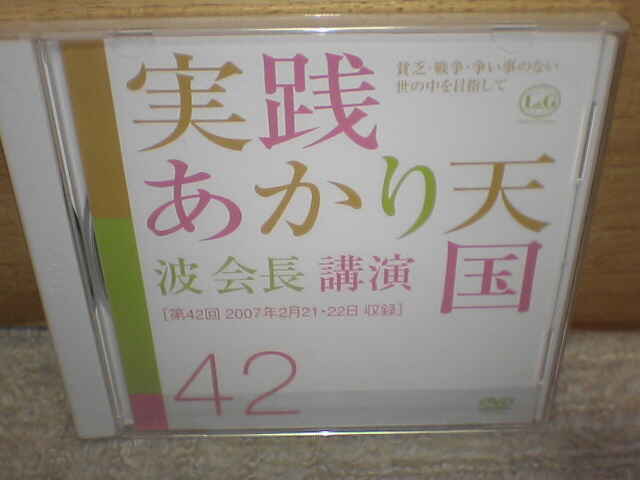 実践
貧乏・戦争・争い事のない
世の中を目指して
L&G
あかり天国
波 会長 講演
[第42回 2007年2月21・22日 収録]
42
DVD